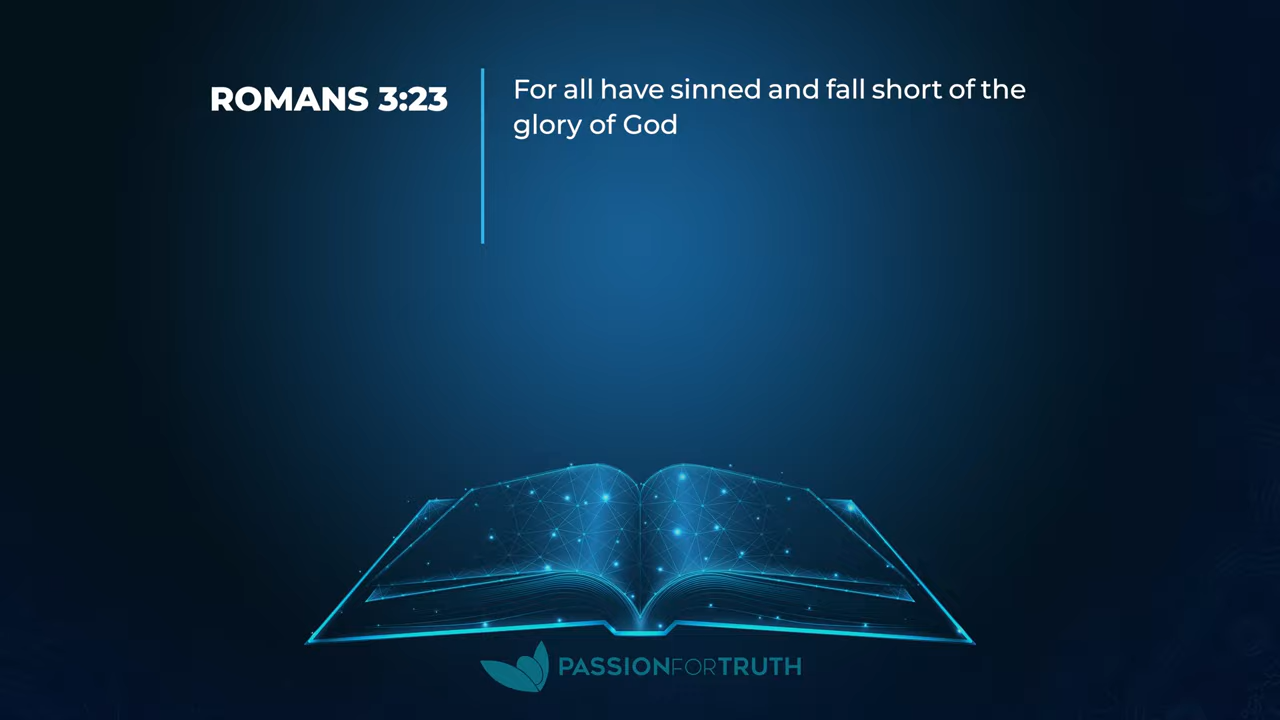 ROMANS 3:23
For all have sinned and fall short of the
glory of God
PASSIONFORTRUTH